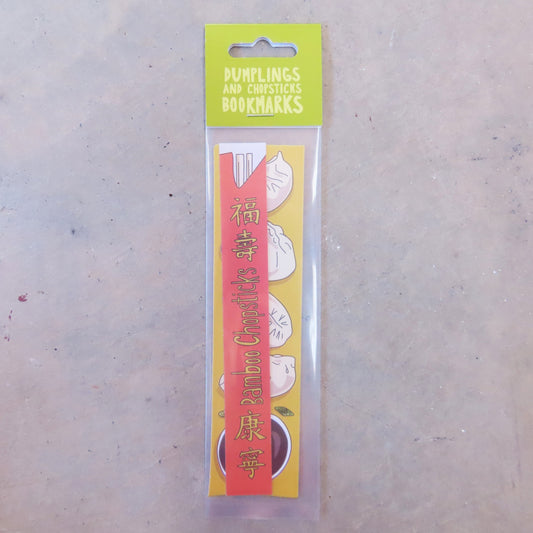 DUMPLINGS
AND CHOPSTICKS
BOOKMARKS
福
壽
Bamboo Chopsticks
康
寧